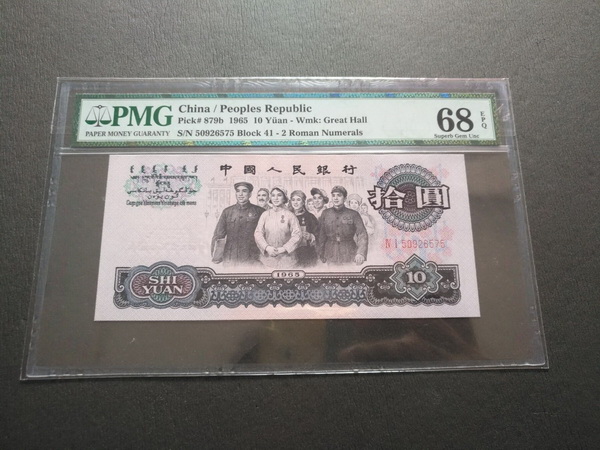 PMG
PAPER MONEY GUARANTY
China / Peoples Republic
Pick# 879b 1965 10 Yüan - Wmk: Great Hall
S/N 50926575 Block 41 - 2 Roman Numerals
68 EPQ
Superb Gem Unc
中國人民銀行
拾圓
N I 50926575
1965
SHI
YUAN
10